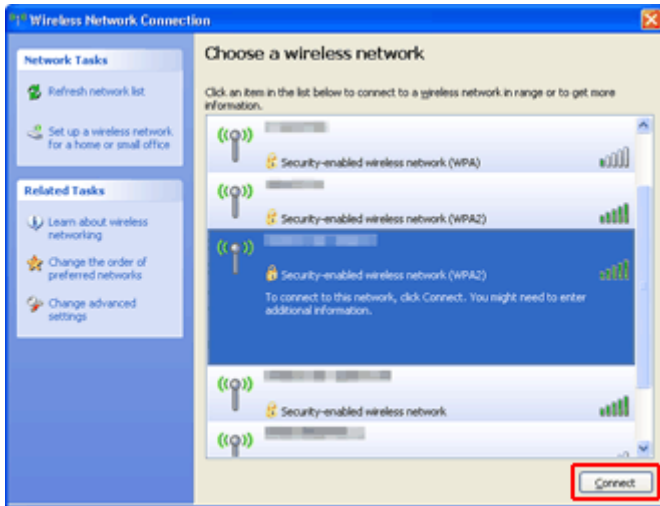 Wireless Network Connection
Network Tasks
Refresh network list
Set up a wireless network
for a home or small office
Related Tasks
Learn about wireless
networking
Change the order of
preferred networks
Change advanced
settings
Choose a wireless network
Click an item in the list below to connect to a wireless network in range or to get more
information.
Security-enabled wireless network (WPA)
Security-enabled wireless network (WPA2)
Security-enabled wireless network (WPA2)
To connect to this network, click Connect. You might need to enter
additional information.
Security-enabled wireless network
Connect